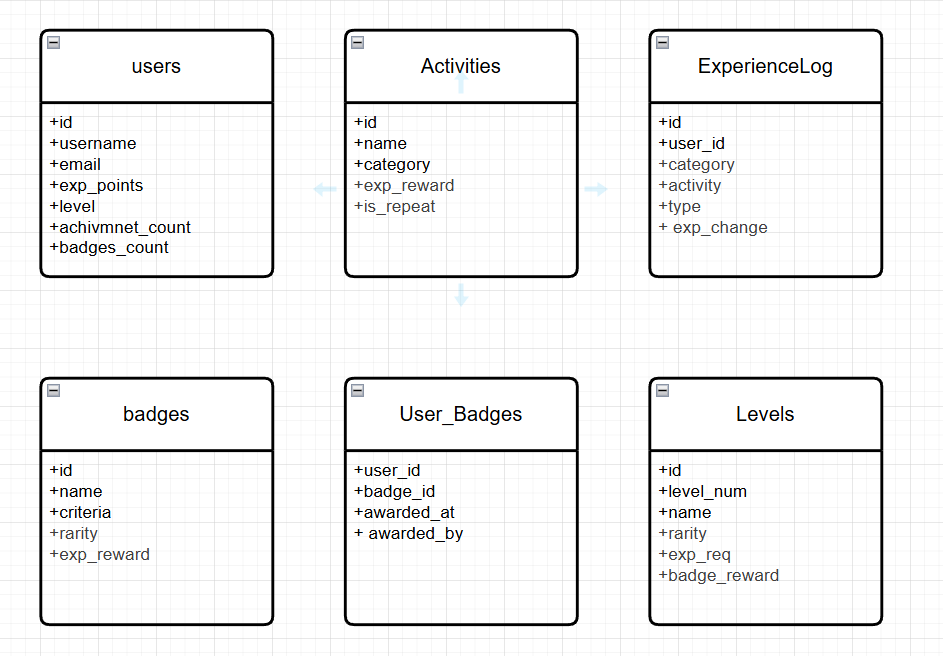 users
+id
+username
+email
+exp_points
+level
+achivmnet_count
+badges_count
Activities
+id
+name
+category
+exp_reward
+is_repeat
ExperienceLog
+id
+user_id
+category
+activity
+type
+ exp_change
badges
+id
+name
+criteria
+rarity
+exp_reward
User_Badges
+user_id
+badge_id
+awarded_at
+ awarded_by
Levels
+id
+level_num
+name
+rarity
+exp_req
+badge_reward